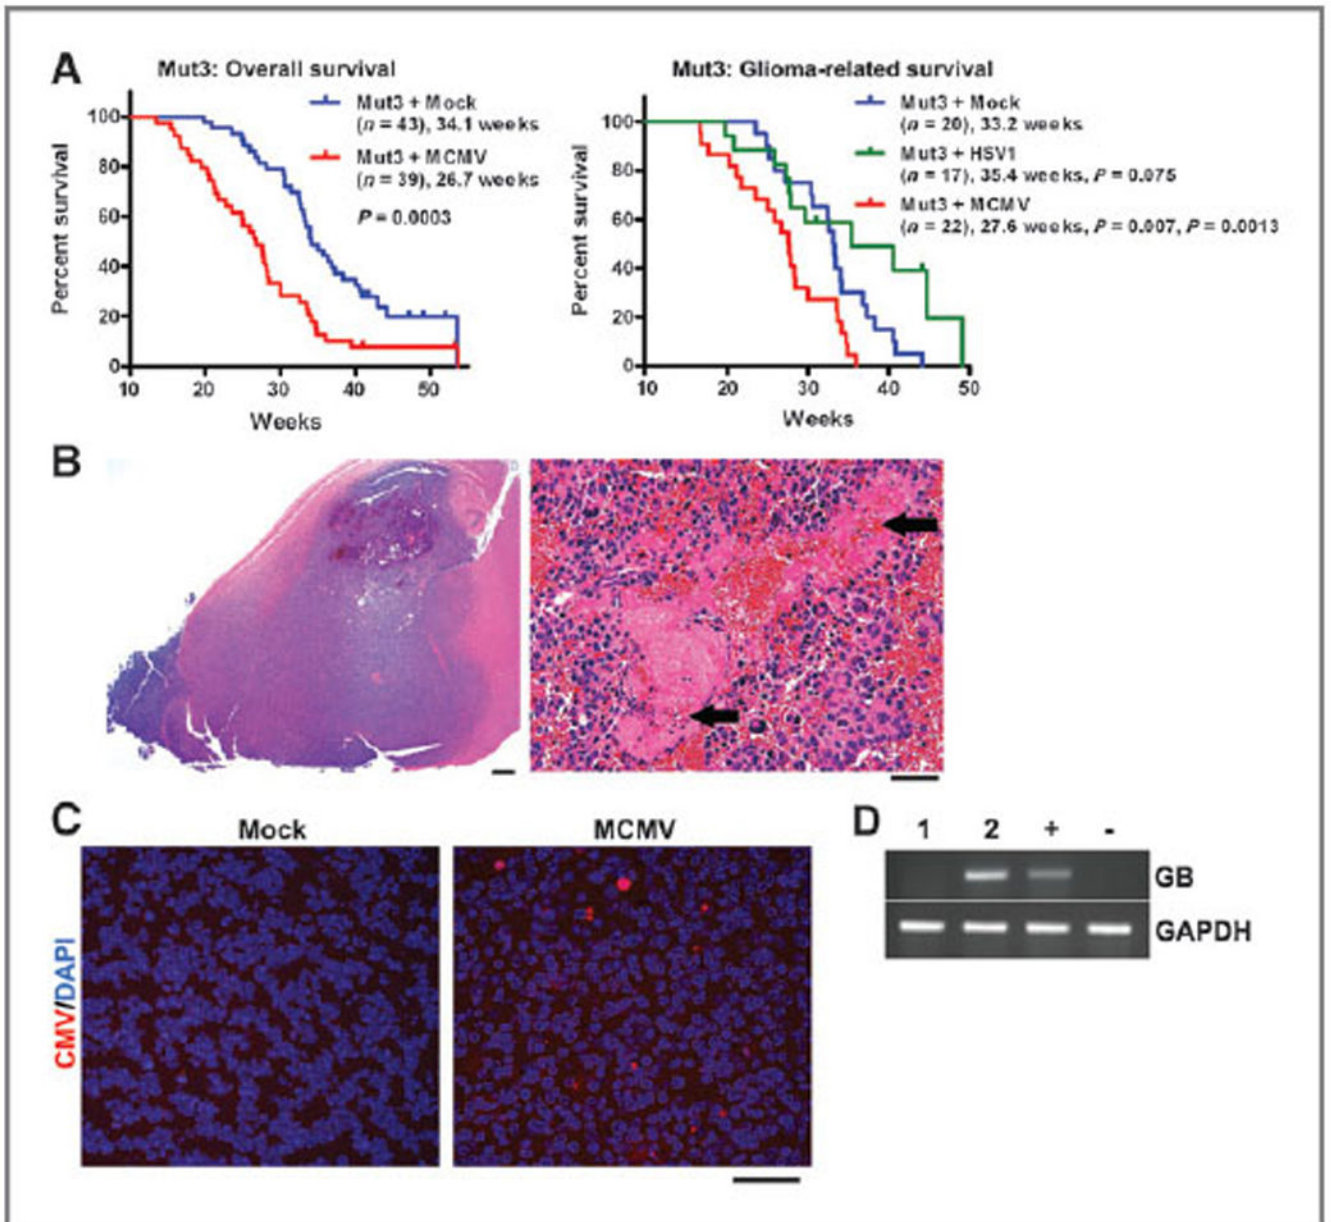 A
Mut3: Overall survival
Mut3 + Mock
(n = 43), 34.1 weeks
Mut3 + MCMV
(n = 39), 26.7 weeks
P = 0.0003
Percent survival
100
80
60
40
20
0
10 20 30 40 50
Weeks
Mut3: Glioma-related survival
Mut3 + Mock
(n = 20), 33.2 weeks
Mut3 + HSV1
(n = 17), 35.4 weeks, P = 0.075
Mut3 + MCMV
(n = 22), 27.6 weeks, P = 0.007, P = 0.0013
Percent survival
100
80
60
40
20
0
10 20 30 40 50
Weeks
B
C
Mock
MCMV
CMV/DAPI
D
1 2 + -
GB
GAPDH